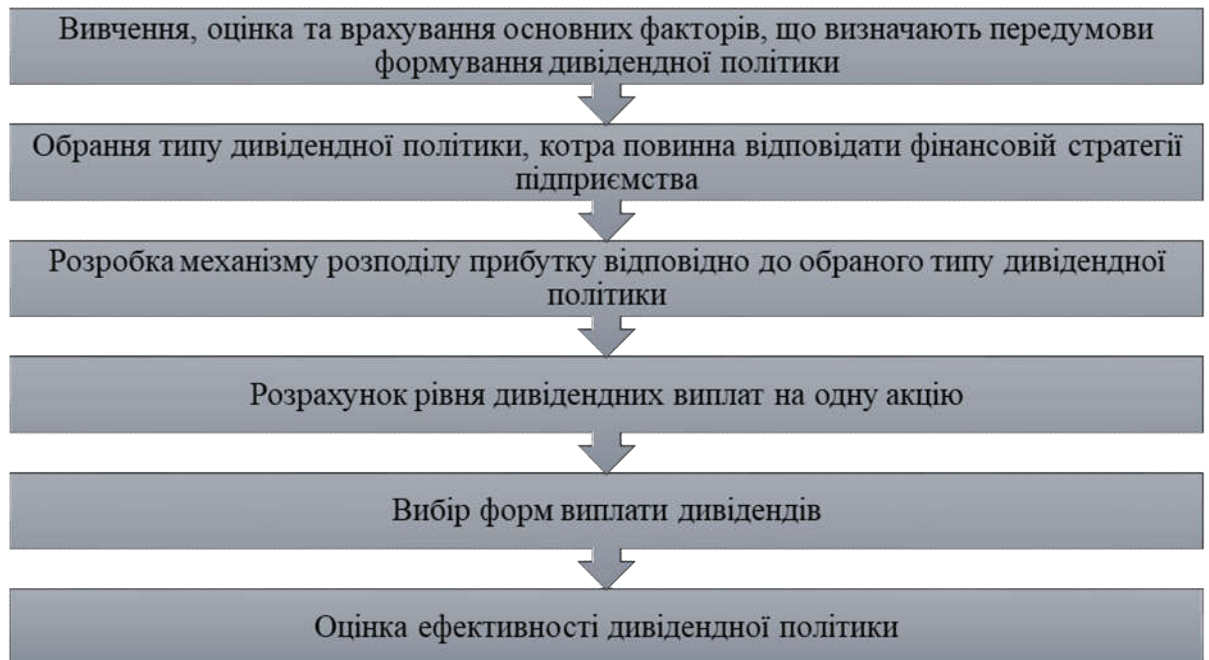 Вивчення, оцінка та врахування основних факторів, що визначають передумови
формування дивідендної політики
Обрання типу дивідендної політики, котра повинна відповідати фінансовій стратегії
підприємства
Розробка механізму розподілу прибутку відповідно до обраного типу дивідендної
політики
Розрахунок рівня дивідендних виплат на одну акцію
Вибір форм виплати дивідендів
Оцінка ефективності дивідендної політики